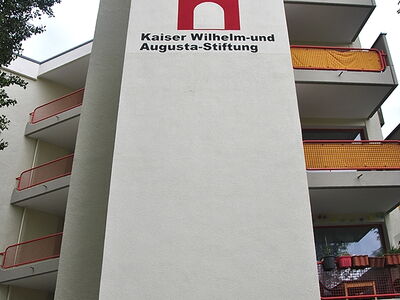 Kaiser Wilhelm-und
Augusta-Stiftung